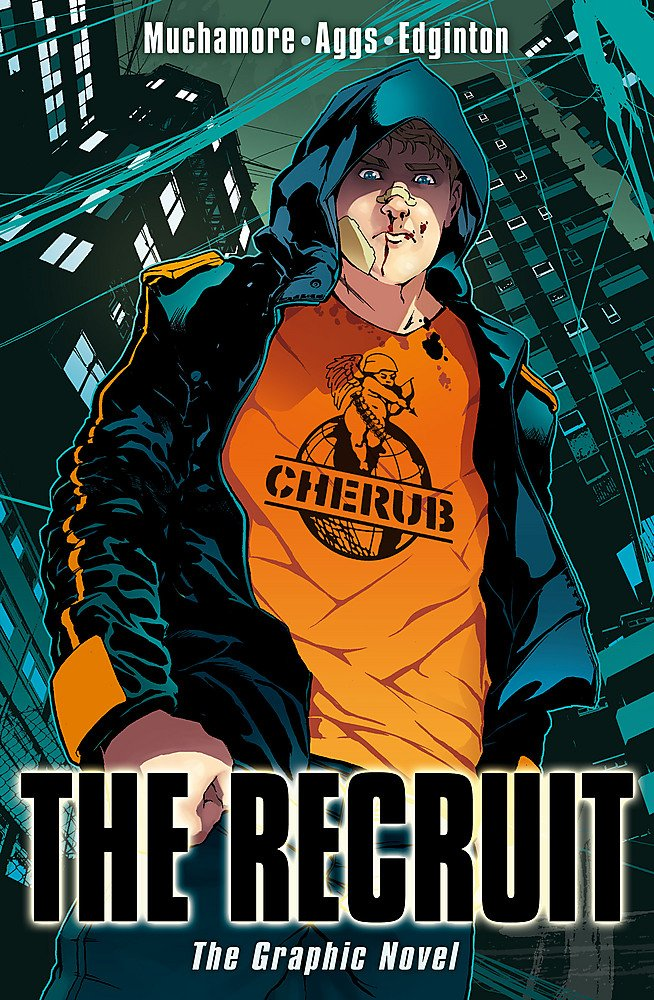 Muchamore • Aggs • Edginton
CHERUB
THE RECRUIT
The Graphic Novel